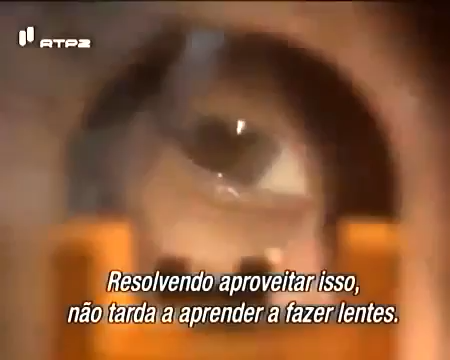 RTP2
Resolvendo aproveitar isso,
não tarda a aprender a fazer lentes.